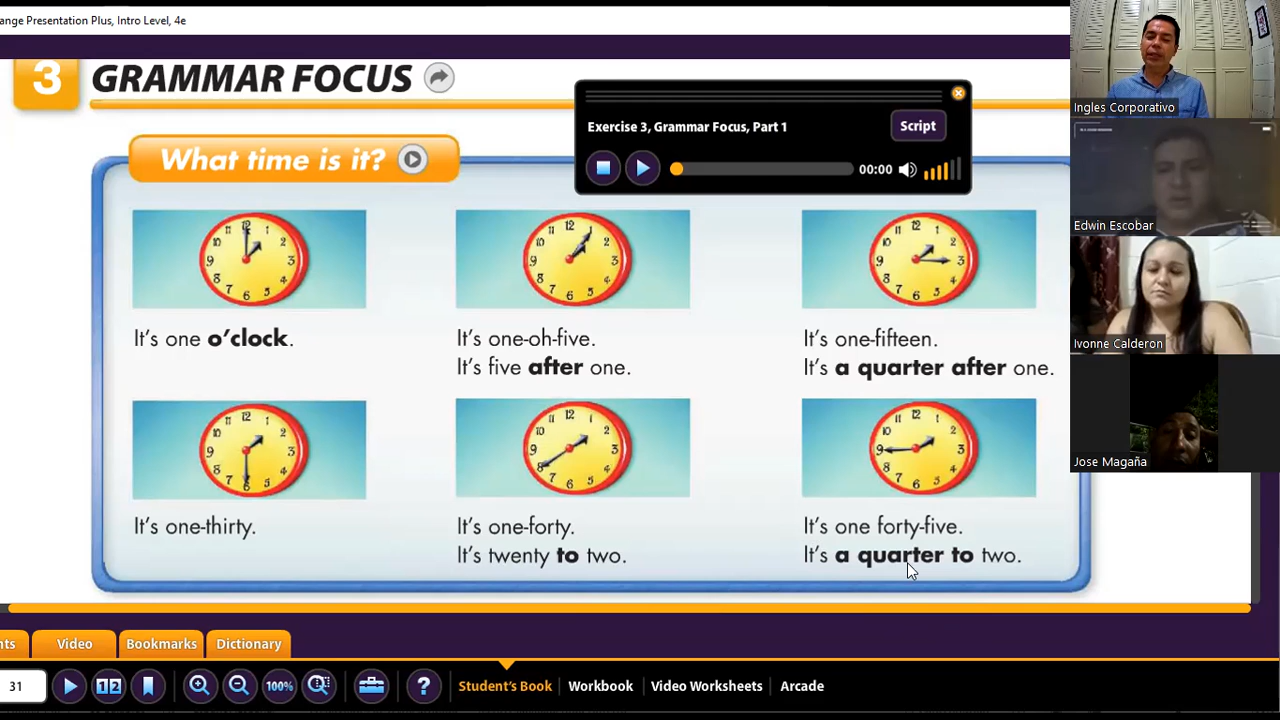 ange Presentation Plus, Intro Level, 4e
3 GRAMMAR FOCUS
Exercise 3, Grammar Focus, Part 1
Script
00:00
What time is it?
It's one o'clock.
It's one-oh-five.
It's five after one.
It's one-fifteen.
It's a quarter after one.
It's one-thirty.
It's one-forty.
It's twenty to two.
It's one forty-five.
It's a quarter to two.
Ingles Corporativo
Edwin Escobar
Ivonne Calderon
Jose Magaña
nts
Video
Bookmarks
Dictionary
31
1 2
100%
?
Student's Book
Workbook
Video Worksheets
Arcade